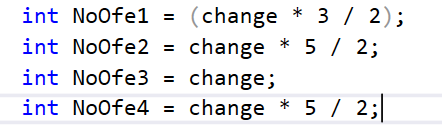 int NoOfe1 = (change * 3 / 2);
int NoOfe2 = change * 5 / 2;
int NoOfe3 = change;
int NoOfe4 = change * 5 / 2;